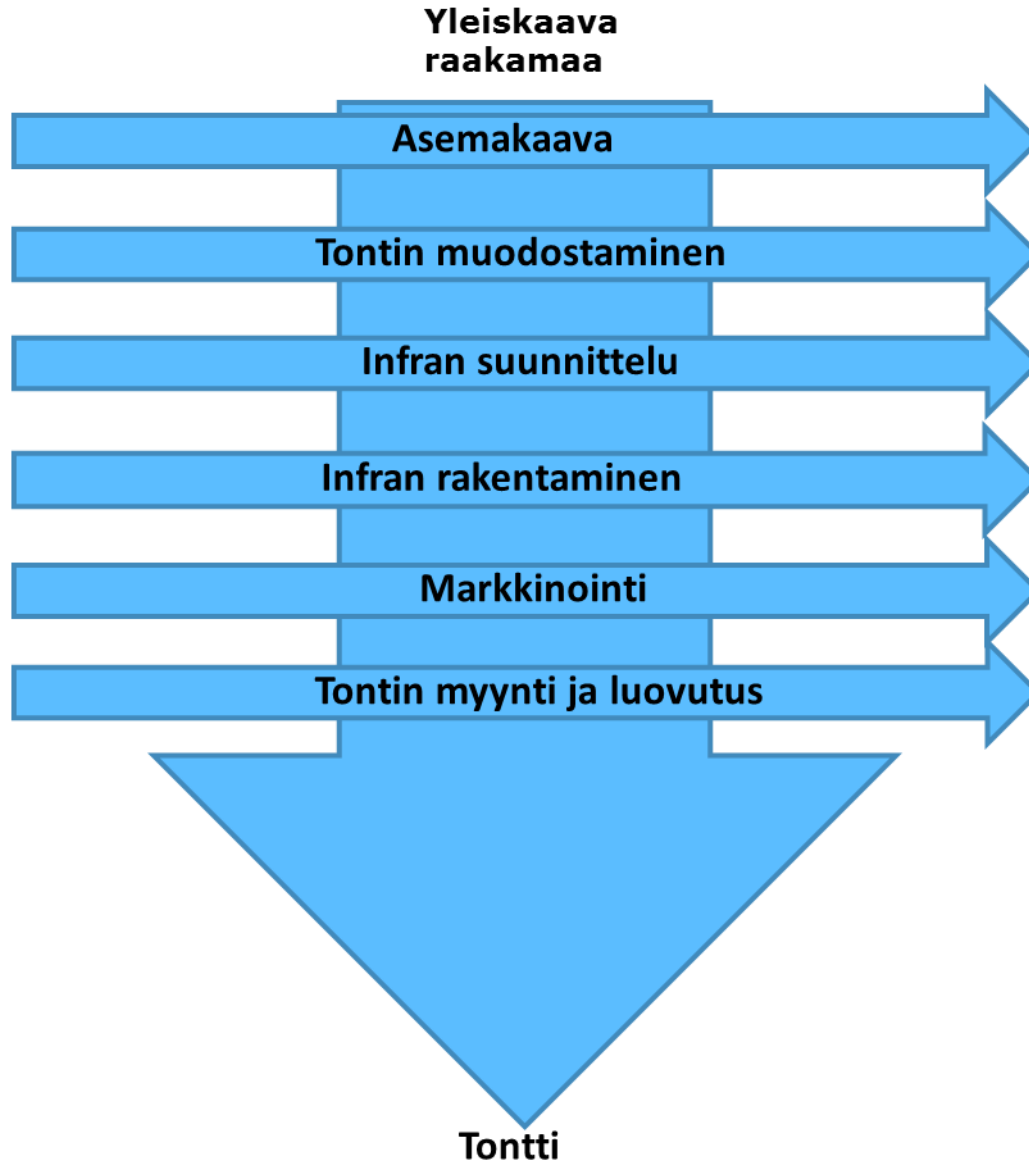 Yleiskaava
raakamaa
Asemakaava
Tontin muodostaminen
Infran suunnittelu
Infran rakentaminen
Markkinointi
Tontin myynti ja luovutus
Tontti